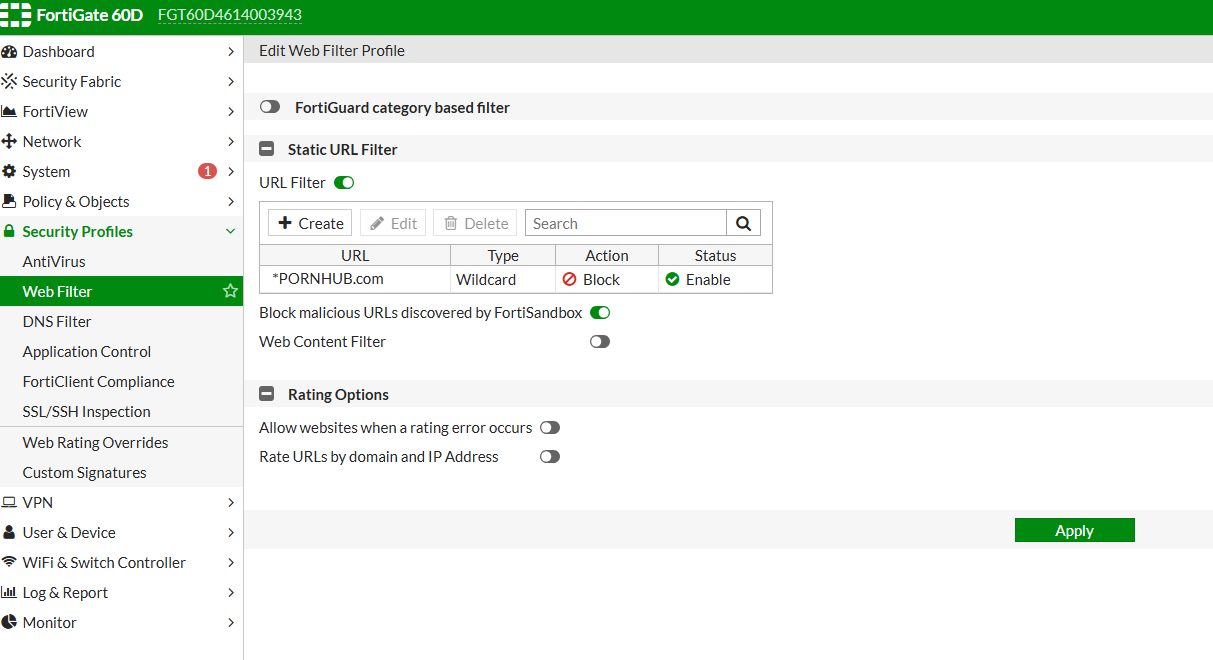 FortiGate 60D FGT60D4614003943
Dashboard
Security Fabric
FortiView
Network
System 1
Policy & Objects
Security Profiles
AntiVirus
Web Filter
DNS Filter
Application Control
FortiClient Compliance
SSL/SSH Inspection
Web Rating Overrides
Custom Signatures
VPN
User & Device
WiFi & Switch Controller
Log & Report
Monitor
Edit Web Filter Profile
FortiGuard category based filter
Static URL Filter
URL Filter
Create Edit Delete Search
URL Type Action Status
*PORNHUB.com Wildcard Block Enable
Block malicious URLs discovered by FortiSandbox
Web Content Filter
Rating Options
Allow websites when a rating error occurs
Rate URLs by domain and IP Address
Apply